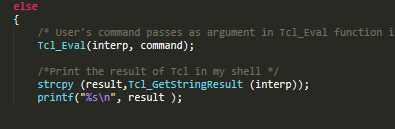 else
{
/* User's command passes as argument in Tcl_Eval function i
Tcl_Eval(interp, command);
/*Print the result of Tcl in my shell */
strcpy (result,Tcl_GetStringResult (interp));
printf("%s\n", result );